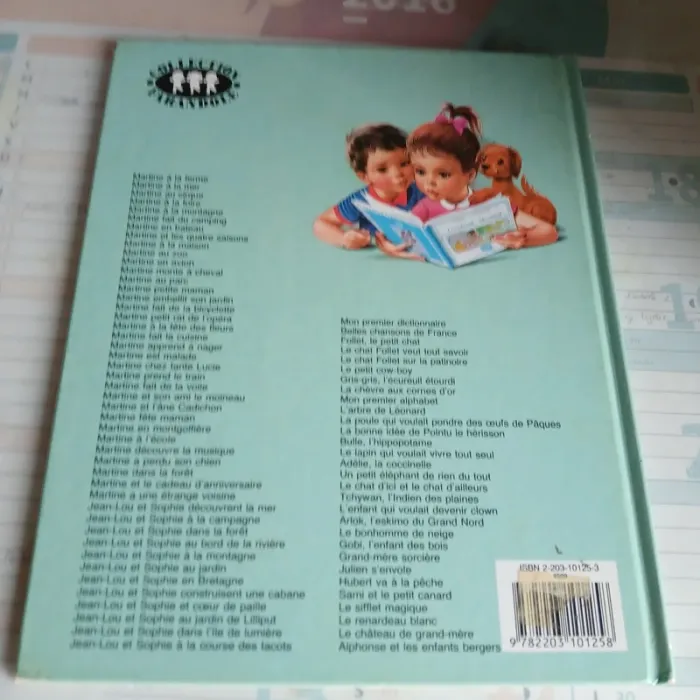 2016
COLLECTION
FARANDOLE
Martine à la ferme
Martine à la mer
Martine au cirque
Martine à la foire
Martine à la montagne
Martine fait du camping
Martine en bateau
Martine et les quatre saisons
Martine à la maison
Martine au zoo
Martine en avion
Martine monte à cheval
Martine au parc
Martine petite maman
Martine embellit son jardin
Martine fait de la bicyclette
Martine petit rat de l'opéra
Martine à la fête des fleurs
Martine fait la cuisine
Martine apprend à nager
Martine est malade
Martine chez tante Lucie
Martine prend le train
Martine fait de la voile
Martine et son ami le moineau
Martine et l'âne Cadichon
Martine fête maman
Martine en montgolfière
Martine à l'école
Martine découvre la musique
Martine a perdu son chien
Martine dans la forêt
Martine et le cadeau d'anniversaire
Martine a une étrange voisine
Jean-Lou et Sophie découvrent la mer
Jean-Lou et Sophie à la campagne
Jean-Lou et Sophie dans la forêt
Jean-Lou et Sophie au bord de la rivière
Jean-Lou et Sophie à la montagne
Jean-Lou et Sophie au jardin
Jean-Lou et Sophie en Bretagne
Jean-Lou et Sophie construisent une cabane
Jean-Lou et Sophie et cœur de paille
Jean-Lou et Sophie au jardin de Lilliput
Jean-Lou et Sophie dans l'île de lumière
Jean-Lou et Sophie à la course des tacots
Mon premier dictionnaire
Belles chansons de France
Follet, le petit chat
Le chat Follet veut tout savoir
Le chat Follet sur la patinoire
Le petit cow-boy
Gris-gris, l'écureuil étourdi
La chèvre aux cornes d'or
Mon premier alphabet
L'arbre de Léonard
La poule qui voulait pondre des œufs de Pâques
La bonne idée de Pointu le hérisson
Bulle, l'hippopotame
Le lapin qui voulait vivre tout seul
Adélie, la coccinelle
Un petit éléphant de rien du tout
Le chat d'ici et le chat d'ailleurs
Tchywan, l'Indien des plaines
L'enfant qui voulait devenir clown
Arlok, l'eskimo du Grand Nord
Le bonhomme de neige
Gobi, l'enfant des bois
Grand-mère sorcière
Julien s'envole
Hubert va à la pêche
Sami et le petit canard
Le sifflet magique
Le renardeau blanc
Le château de grand-mère
Alphonse et les enfants bergers
ISBN 2-203-10125-3
9 782203 101258